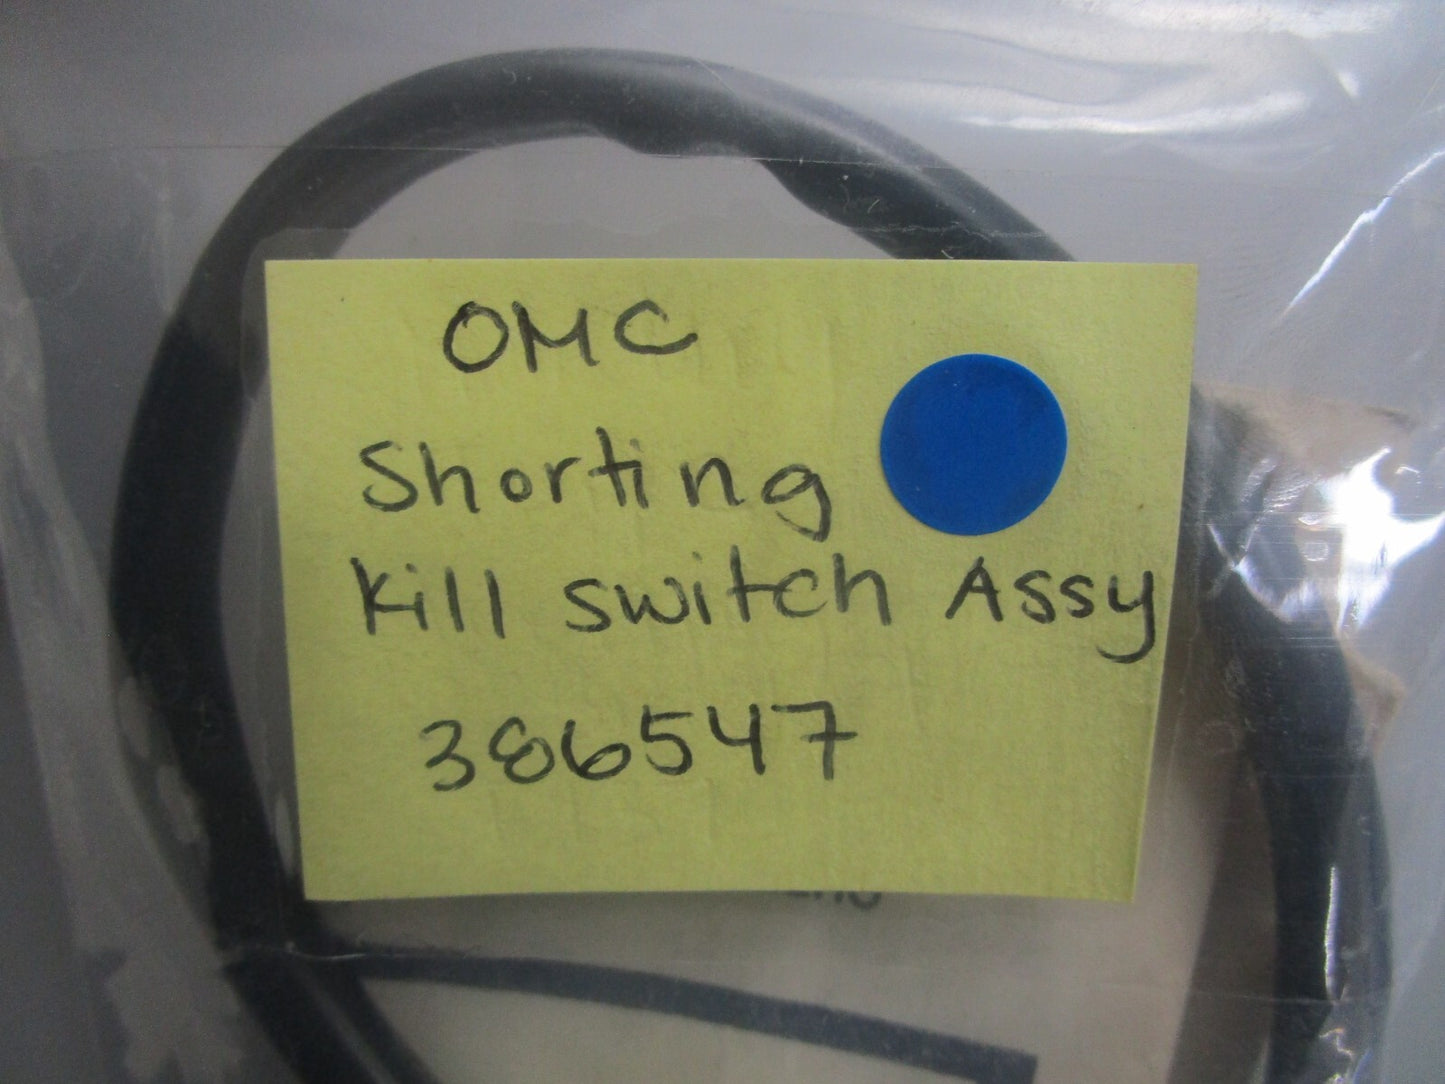 OMC
Shorting
Kill switch Assy
386547